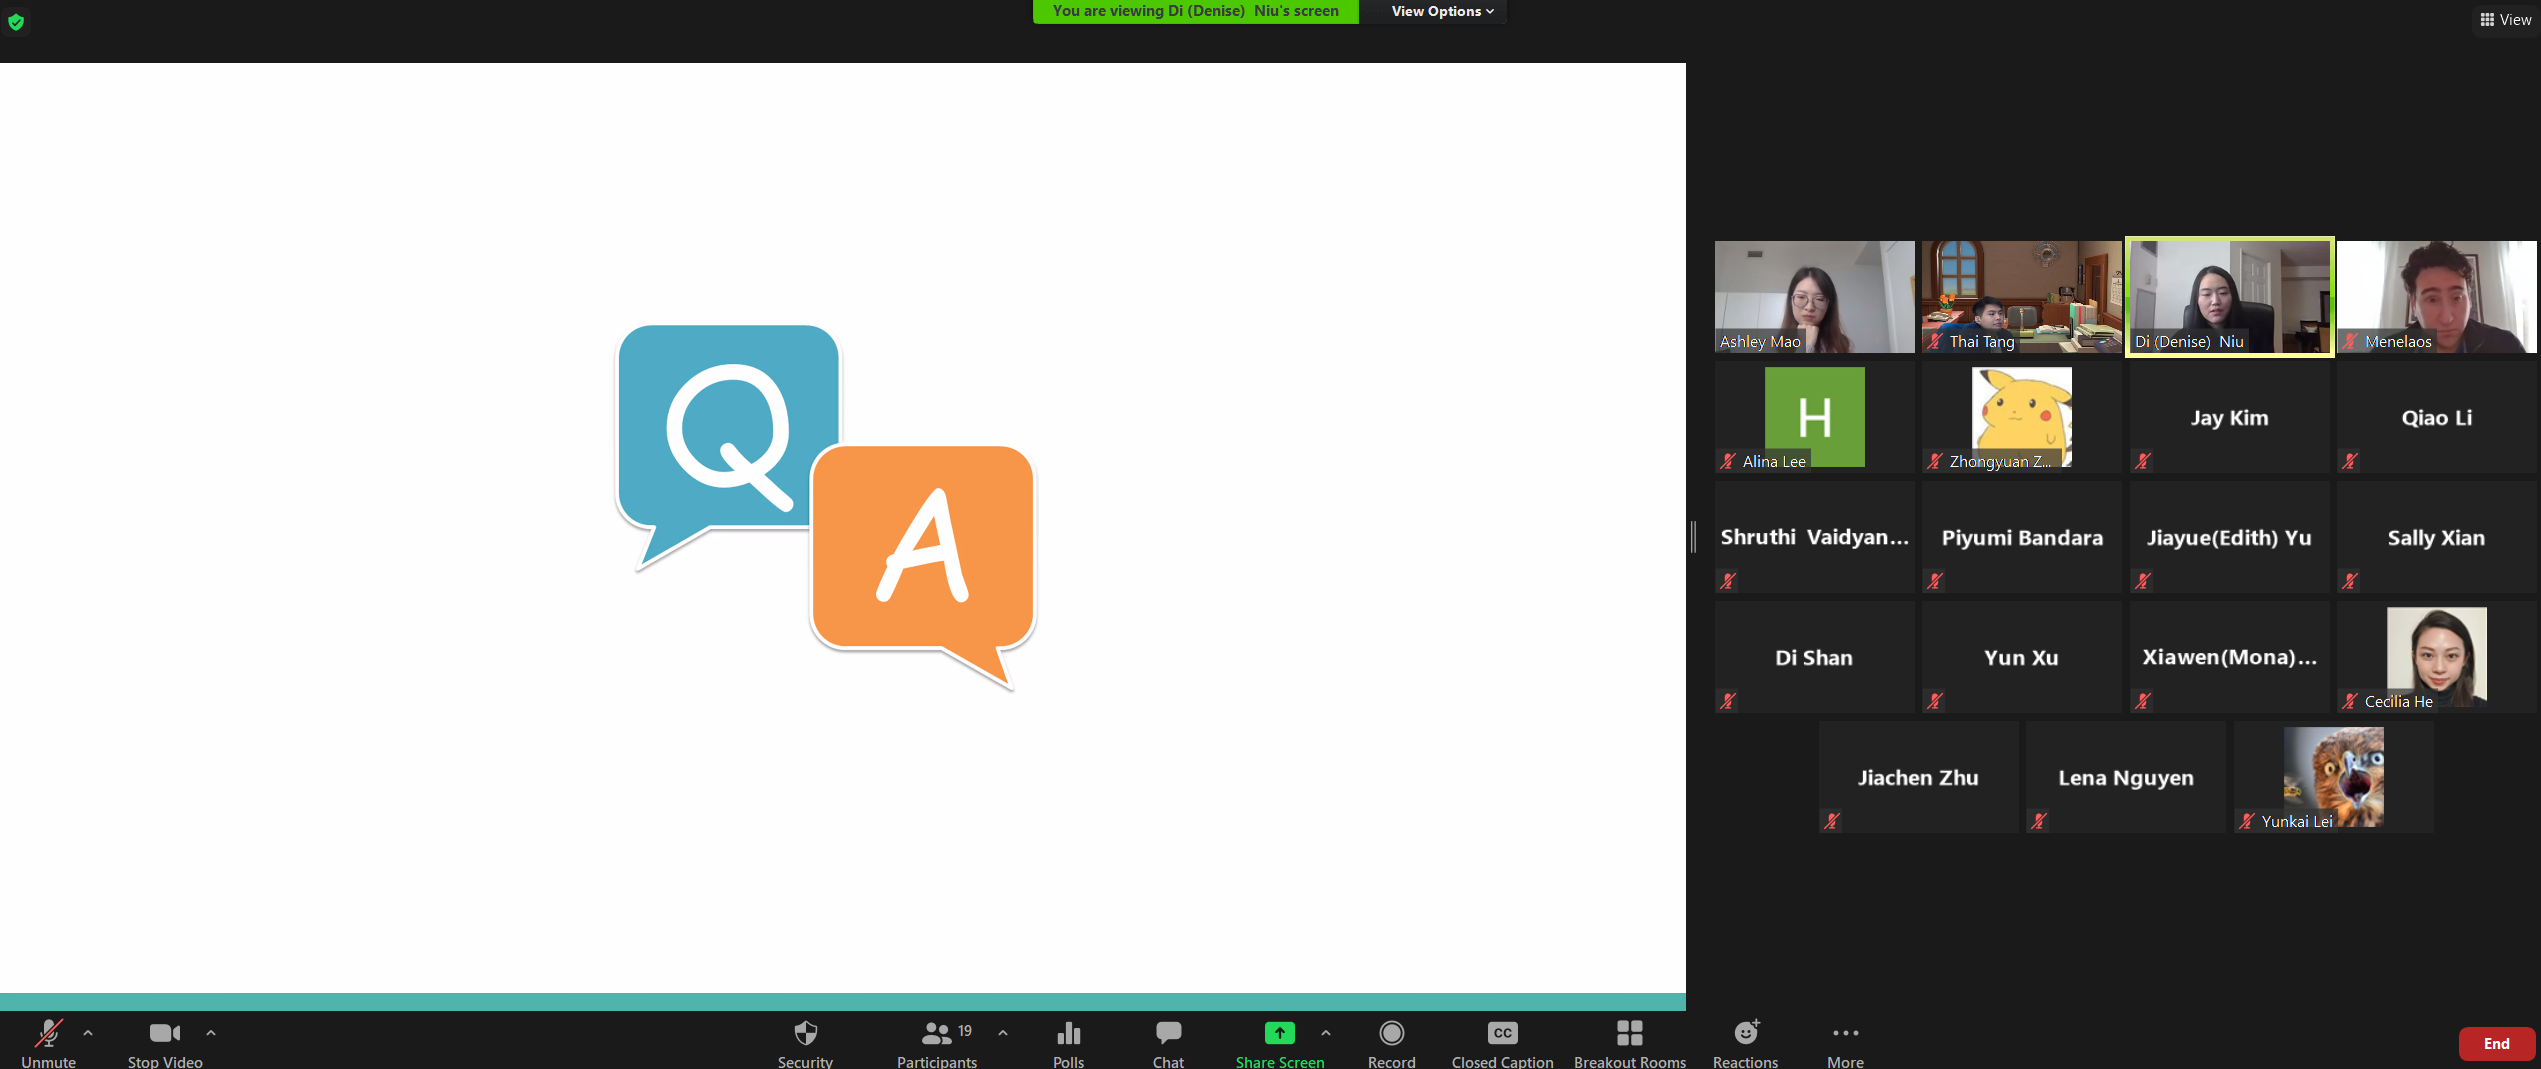 You are viewing Di (Denise) Niu's screen
View Options
View
Q
A
Ashley Mao
Thai Tang
Di (Denise) Niu
Menelaos
H
Alina Lee
Zhongyuan Z...
Jay Kim
Qiao Li
Shruthi Vaidyan...
Piyumi Bandara
Jiayue(Edith) Yu
Sally Xian
Di Shan
Yun Xu
Xiawen(Mona)...
Cecilia He
Jiachen Zhu
Lena Nguyen
Yunkai Lei
Unmute
Stop Video
Security
Participants
19
Polls
Chat
Share Screen
Record
CC
Closed Caption
Breakout Rooms
Reactions
More
End